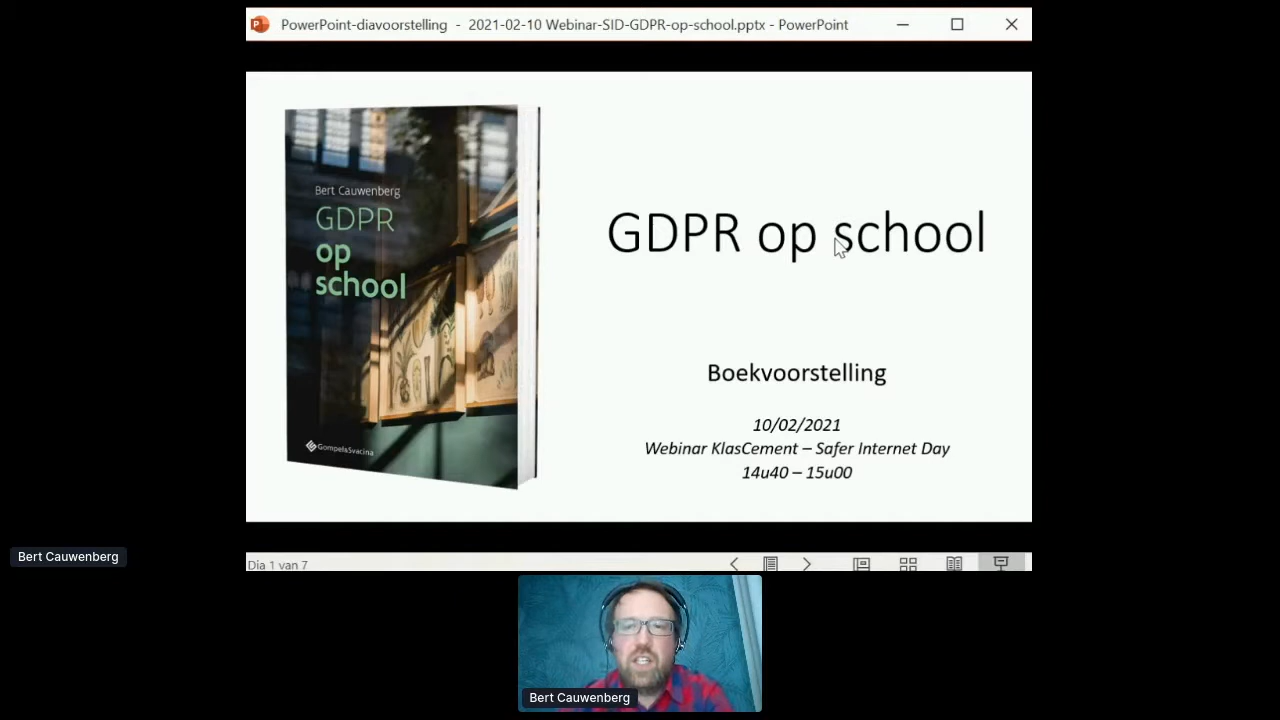 PowerPoint-diavoorstelling - 2021-02-10 Webinar-SID-GDPR-op-school.pptx - PowerPoint
Bert Cauwenberg
GDPR
op
school
Gompel&Svacina
GDPR op school
Boekvoorstelling
10/02/2021
Webinar KlasCement – Safer Internet Day
14u40 – 15u00
Bert Cauwenberg
Dia 1 van 7
Bert Cauwenberg